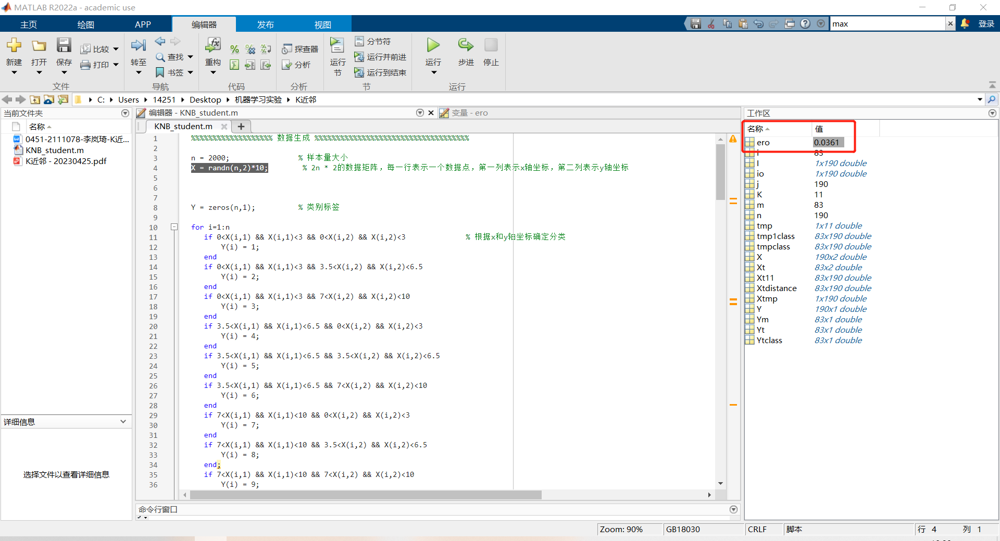 MATLAB R2022a - academic use
主页 绘图 APP 编辑器 发布 视图 max 登录
新建 打开 保存 比较 打印 转至 查找 书签 重构 探查器 分析 运行节 分节符 运行并前进 运行到结束 运行 步进 停止
文件 导航 代码 分析 节 运行
C: Users 14251 Desktop 机器学习实验 K近邻
当前文件夹
名称
0451-2111078-李岚琦-K近...
KNB_student.m
K近邻 - 20230425.pdf
详细信息
选择文件以查看详细信息
编辑器 - KNB_student.m 变量 - ero
KNB_student.m
1 %%%%%%%%%%%%%%%%%%% 数据生成 %%%%%%%%%%%%%%%%%%%%%%%%%%%%%%%%%%%%
2
3 n = 2000; % 样本量大小
4 X = randn(n,2)*10; % 2n * 2的数据矩阵，每一行表示一个数据点，第一列表示x轴坐标，第二列表示y轴坐标
5
6
7
8 Y = zeros(n,1); % 类别标签
9
10 for i=1:n
11 if 0<X(i,1) && X(i,1)<3 && 0<X(i,2) && X(i,2)<3 % 根据x和y轴坐标确定分类
12 Y(i) = 1;
13 end
14 if 0<X(i,1) && X(i,1)<3 && 3.5<X(i,2) && X(i,2)<6.5
15 Y(i) = 2;
16 end
17 if 0<X(i,1) && X(i,1)<3 && 7<X(i,2) && X(i,2)<10
18 Y(i) = 3;
19 end
20 if 3.5<X(i,1) && X(i,1)<6.5 && 0<X(i,2) && X(i,2)<3
21 Y(i) = 4;
22 end
23 if 3.5<X(i,1) && X(i,1)<6.5 && 3.5<X(i,2) && X(i,2)<6.5
24 Y(i) = 5;
25 end
26 if 3.5<X(i,1) && X(i,1)<6.5 && 7<X(i,2) && X(i,2)<10
27 Y(i) = 6;
28 end
29 if 7<X(i,1) && X(i,1)<10 && 0<X(i,2) && X(i,2)<3
30 Y(i) = 7;
31 end
32 if 7<X(i,1) && X(i,1)<10 && 3.5<X(i,2) && X(i,2)<6.5
33 Y(i) = 8;
34 end;
35 if 7<X(i,1) && X(i,1)<10 && 7<X(i,2) && X(i,2)<10
36 Y(i) = 9;
命令行窗口
工作区
名称 值
ero 0.0361
i 83
I 1x190 double
io 1x190 double
j 190
K 11
m 83
n 190
tmp 1x11 double
tmp1class 83x190 double
tmpclass 83x190 double
X 190x2 double
Xt 83x2 double
Xt11 83x190 double
Xtdistance 83x190 double
Xtmp 1x190 double
Y 190x1 double
Ym 83x1 double
Yt 83x1 double
Ytclass 83x1 double
Zoom: 90% GB18030 CRLF 脚本 行 4 列 1